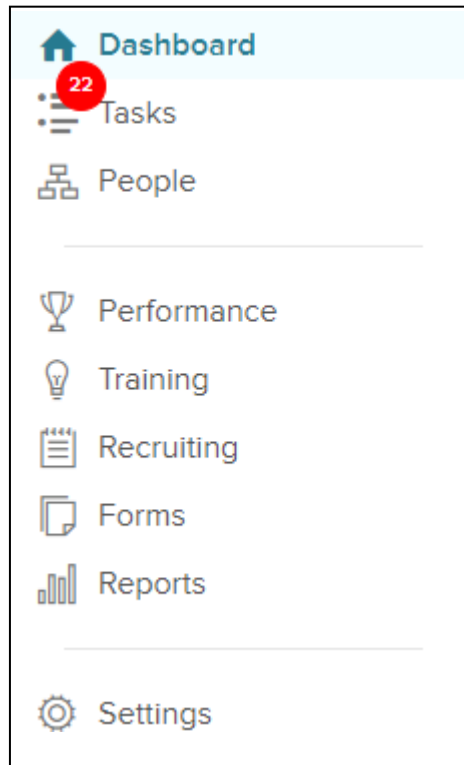 Dashboard
22
Tasks
People
Performance
Training
Recruiting
Forms
Reports
Settings